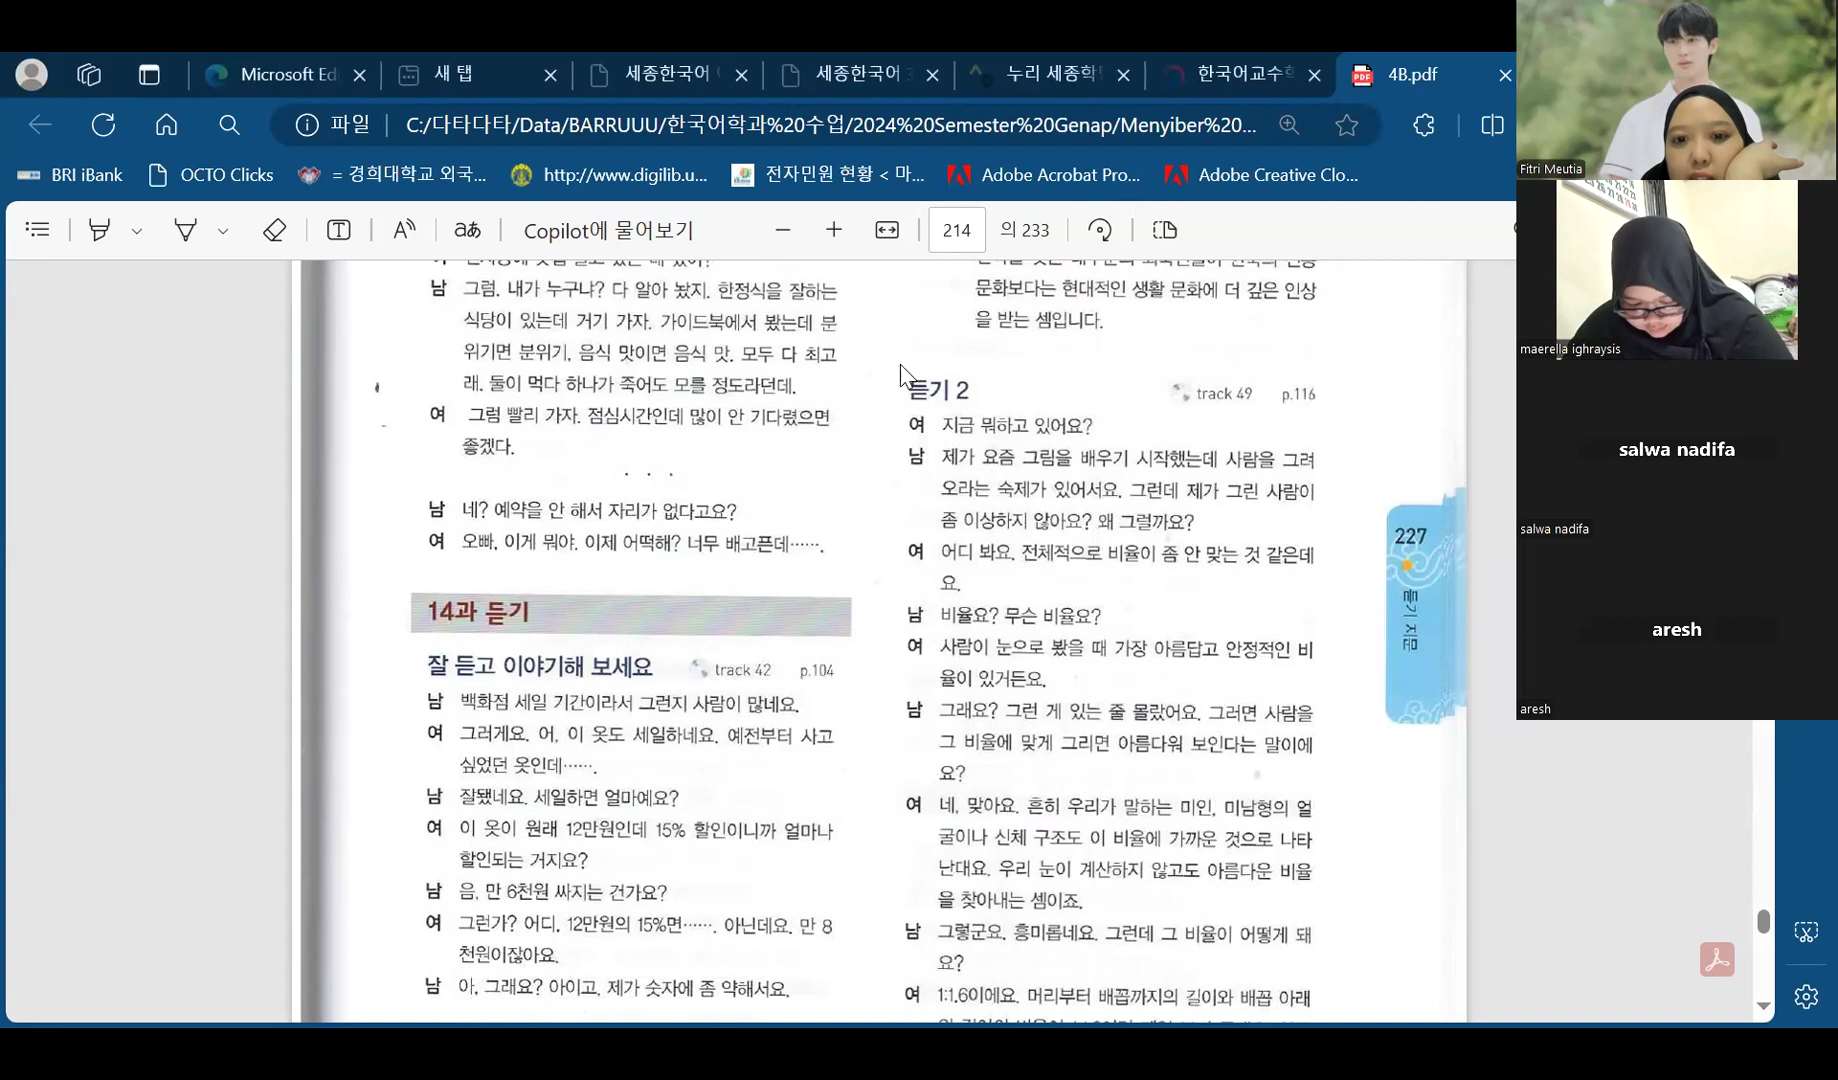 Microsoft Ed
새 탭
세종한국어
세종한국어 3
누리 세종학
한국어교수
4B.pdf
파일
C:/다타다타/Data/BARRUUU/한국어학과%20수업/2024%20Semester%20Genap/Menyiber%20...
BRI iBank
OCTO Clicks
= 경희대학교 외국...
http://www.digilib.u...
전자민원 현황 < 마...
Adobe Acrobat Pro...
Adobe Creative Clo...
Copilot에 물어보기
214 의 233
남 그럼. 내가 누구냐? 다 알아 놨지. 한정식을 잘하는
식당이 있는데 거기 가자. 가이드북에서 봤는데 분
위기면 분위기, 음식 맛이면 음식 맛. 모두 다 최고
래. 둘이 먹다 하나가 죽어도 모를 정도라던데.
여 그럼 빨리 가자. 점심시간인데 많이 안 기다렸으면
좋겠다.
· · ·
남 네? 예약을 안 해서 자리가 없다고요?
여 오빠, 이게 뭐야. 이제 어떡해? 너무 배고픈데…….
14과 듣기
잘 듣고 이야기해 보세요 track 42 p.104
남 백화점 세일 기간이라서 그런지 사람이 많네요.
여 그러게요. 어, 이 옷도 세일하네요. 예전부터 사고
싶었던 옷인데…….
남 잘됐네요. 세일하면 얼마예요?
여 이 옷이 원래 12만원인데 15% 할인이니까 얼마나
할인되는 거지요?
남 음, 만 6천원 싸지는 건가요?
여 그런가? 어디, 12만원의 15%면……. 아닌데요. 만 8
천원이잖아요.
남 아, 그래요? 아이고, 제가 숫자에 좀 약해서요.
문화보다는 현대적인 생활 문화에 더 깊은 인상
을 받는 셈입니다.
듣기 2 track 49 p.116
여 지금 뭐하고 있어요?
남 제가 요즘 그림을 배우기 시작했는데 사람을 그려
오라는 숙제가 있어서요. 그런데 제가 그린 사람이
좀 이상하지 않아요? 왜 그럴까요?
여 어디 봐요. 전체적으로 비율이 좀 안 맞는 것 같은데
요.
남 비율요? 무슨 비율요?
여 사람이 눈으로 봤을 때 가장 아름답고 안정적인 비
율이 있거든요.
남 그래요? 그런 게 있는 줄 몰랐어요. 그러면 사람을
그 비율에 맞게 그리면 아름다워 보인다는 말이에
요?
여 네, 맞아요. 흔히 우리가 말하는 미인, 미남형의 얼
굴이나 신체 구조도 이 비율에 가까운 것으로 나타
난대요. 우리 눈이 계산하지 않고도 아름다운 비율
을 찾아내는 셈이죠.
남 그렇군요. 흥미롭네요. 그런데 그 비율이 어떻게 돼
요?
여 1:1.6이에요. 머리부터 배꼽까지의 길이와 배꼽 아래
227
듣기 지문
Fitri Meutia
maerella ighraysis
salwa nadifa
salwa nadifa
aresh
aresh